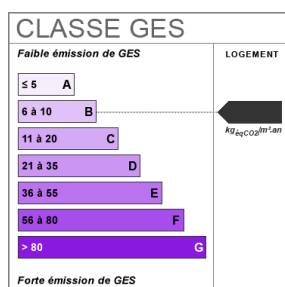 CLASSE GES
Faible émission de GES
LOGEMENT
≤ 5 A
6 à 10 B
kgéqCO2/m².an
11 à 20 C
21 à 35 D
36 à 55 E
56 à 80 F
> 80 G
Forte émission de GES